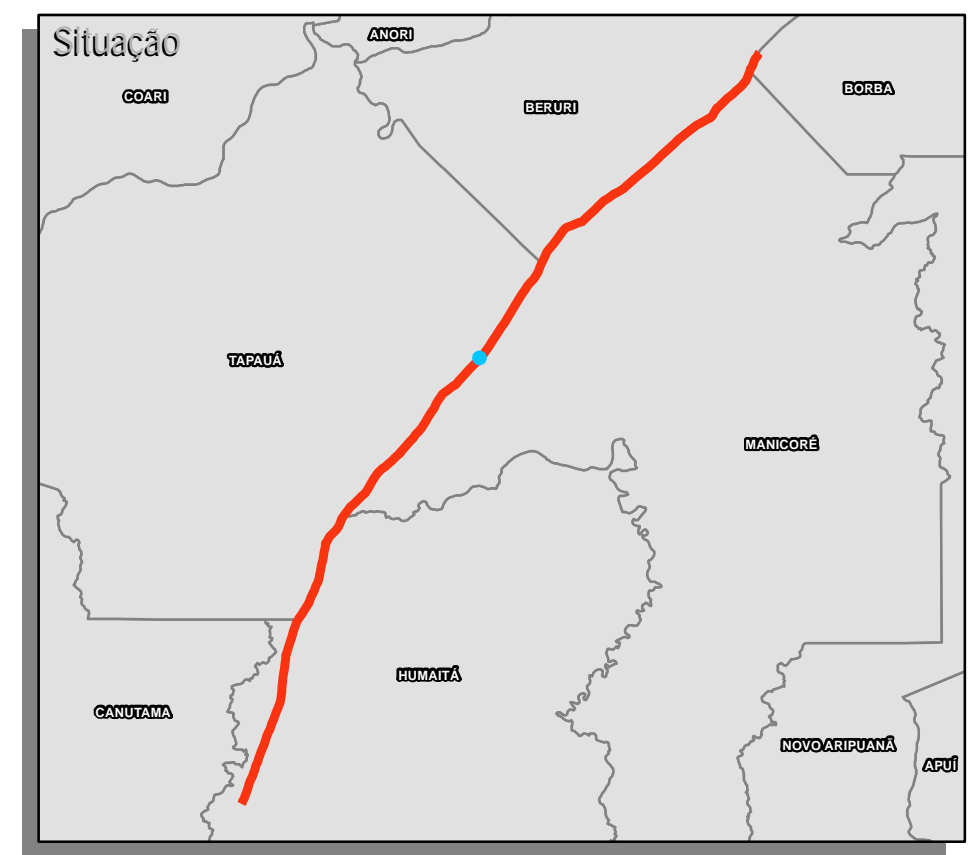 Situação
ANORI
COARI
BORBA
BERURI
TAPAUÁ
MANICORÉ
HUMAITÁ
CANUTAMA
NOVO ARIPUANÃ
APUÍ